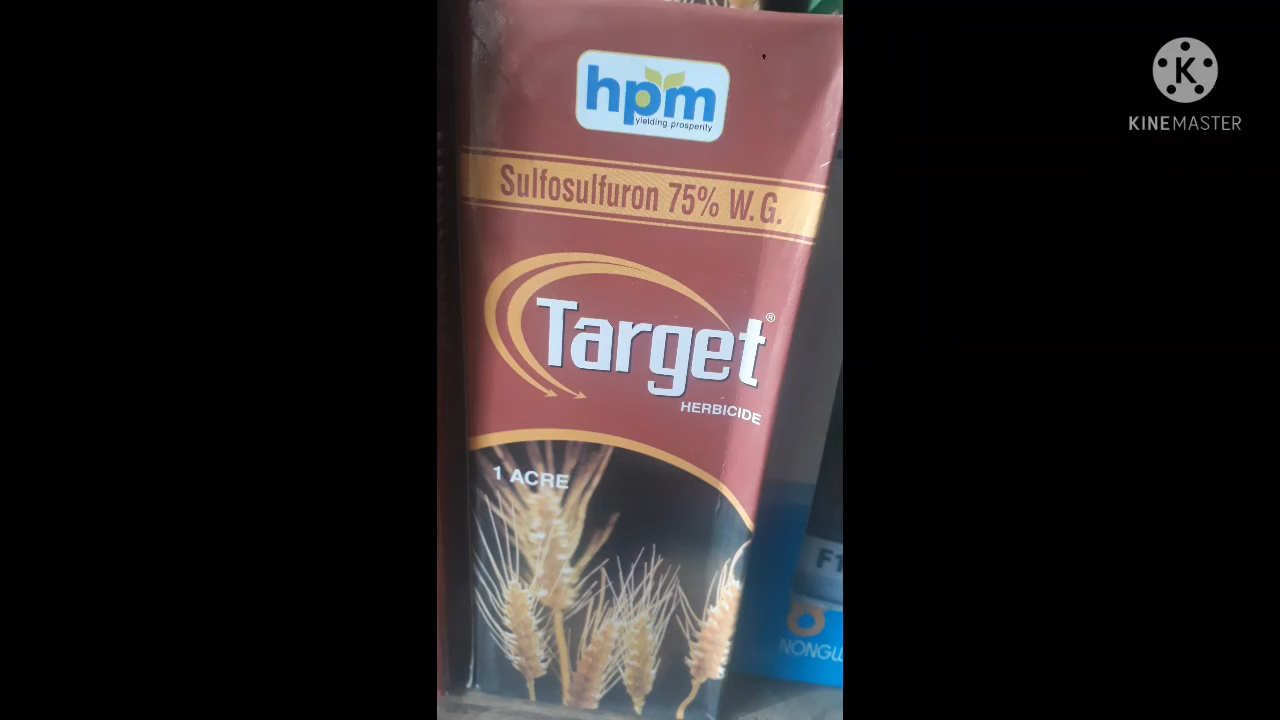 hpm
yielding prosperity
Sulfosulfuron 75% W.G.
Target®
HERBICIDE
1 ACRE
K
KINEMASTER